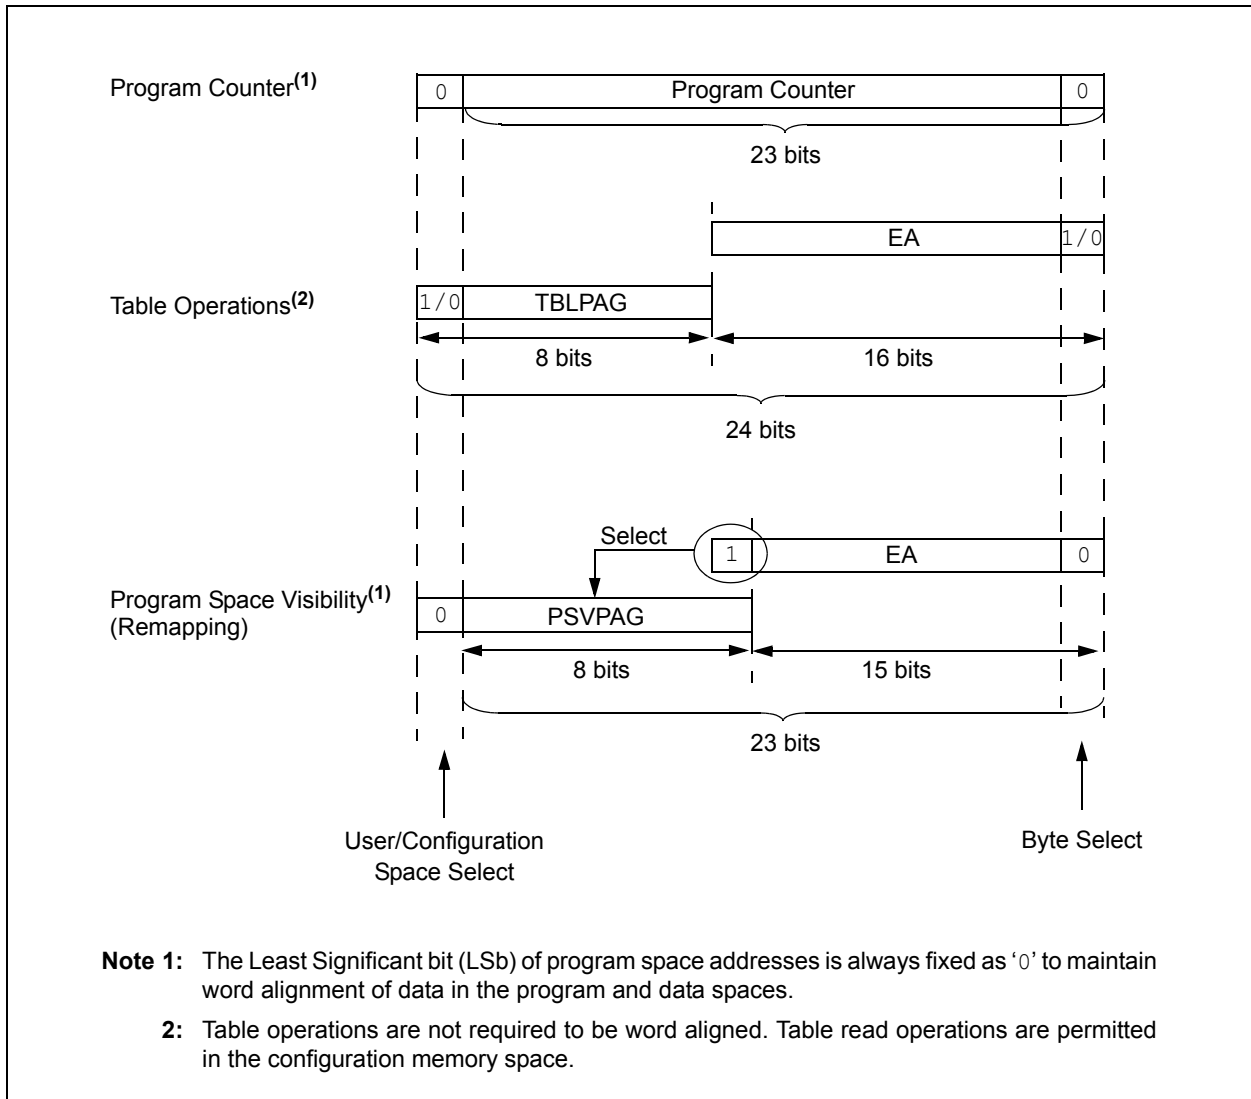 Program Counter(1)
0 Program Counter 0
23 bits
EA 1/0
Table Operations(2)
1/0 TBLPAG
8 bits 16 bits
24 bits
Select
1 EA 0
Program Space Visibility(1)
(Remapping)
0 PSVPAG
8 bits 15 bits
23 bits
User/Configuration
Space Select
Byte Select
Note 1: The Least Significant bit (LSb) of program space addresses is always fixed as ‘0’ to maintain
word alignment of data in the program and data spaces.
2: Table operations are not required to be word aligned. Table read operations are permitted
in the configuration memory space.